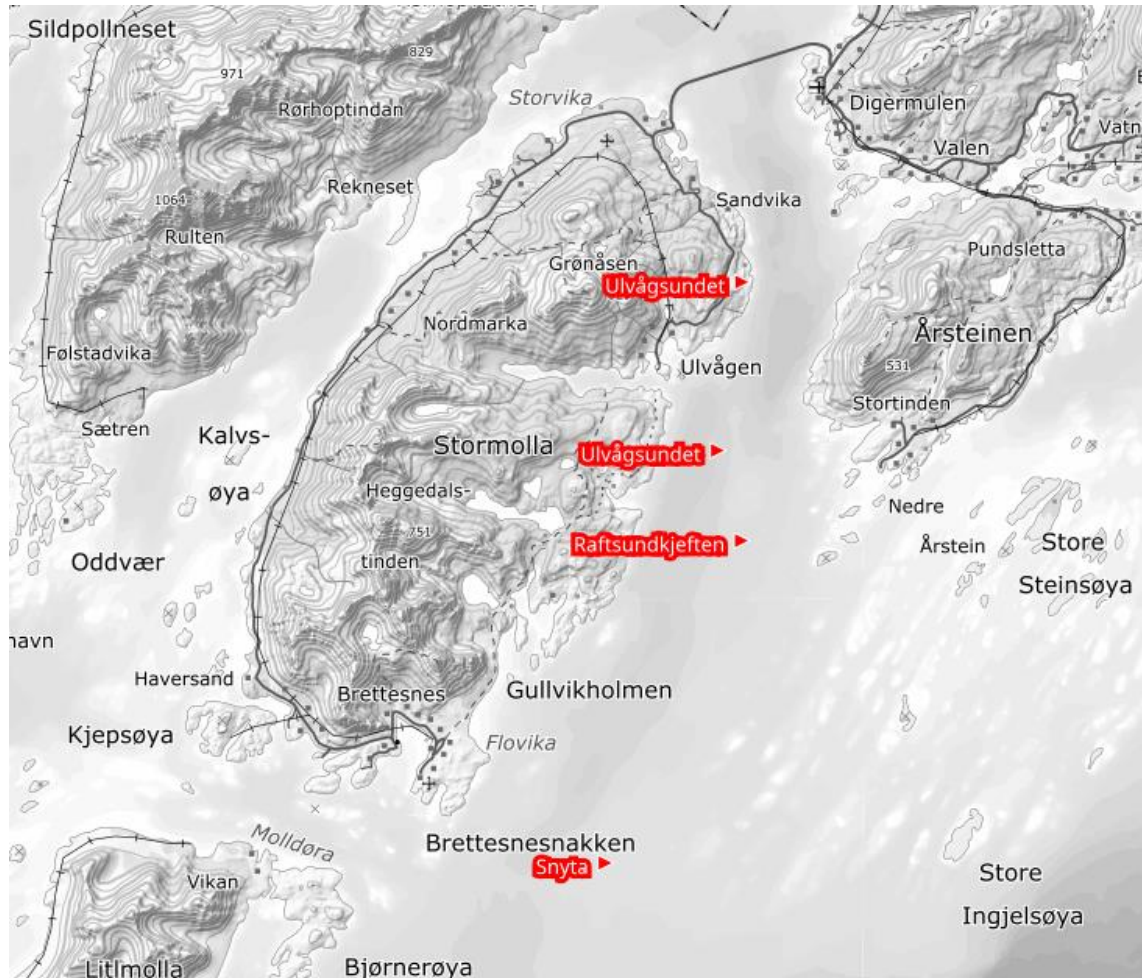 Sildpollneset
829
971
Rørhoptindan
Storvika
Digermulen
Valen
Vatn
Rekneset
1064
Rulten
Sandvika
Grønåsen
Pundsletta
Ulvågsundet
Nordmarka
Årsteinen
Følstadvika
Ulvågen
531
Stortinden
Sætren
Kalvs-
øya
Stormolla
Ulvågsundet
Heggedals-
tinden
751
Nedre
Årstein
Raftsundkjeften
Store
Steinsøya
Oddvær
havn
Haversand
Brettesnes
Gullvikholmen
Kjepsøya
Flovika
Molldøra
Brettesnesnakken
Snyta
Vikan
Store
Ingjelsøya
Litlmolla
Bjørnerøya